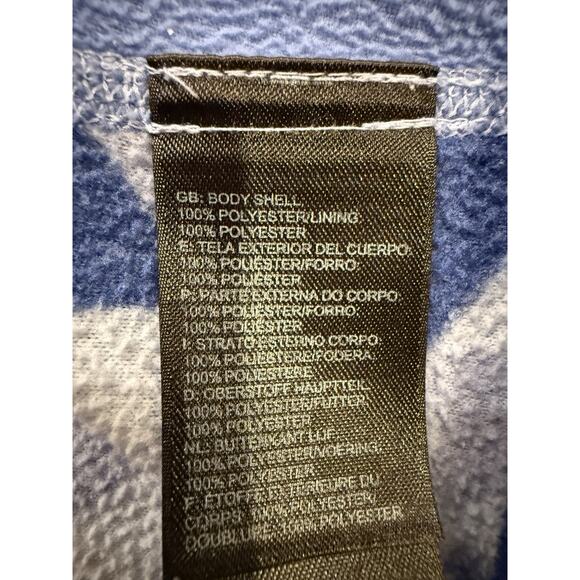 GB: BODY SHELL
100% POLYESTER/LINING
100% POLYESTER
E: TELA EXTERIOR DEL CUERPO:
100% POLIÉSTER/FORRO:
100% POLIÉSTER
P: PARTE EXTERNA DO CORPO:
100% POLIÉSTER/FORRO:
100% POLIÉSTER
I: STRATO ESTERNO CORPO:
100% POLIESTERE/FODERA:
100% POLIESTERE
D: OBERSTOFF HAUPTTEIL
100% POLYESTER/FUTTER
100% POLYESTER
NL: BUITENKANT LIJF:
100% POLYESTER/VOERING:
100% POLYESTER
F: ÉTOFFE EXTÉRIEURE DU
CORPS: 100% POLYESTER/
DOUBLURE: 100% POLYESTER